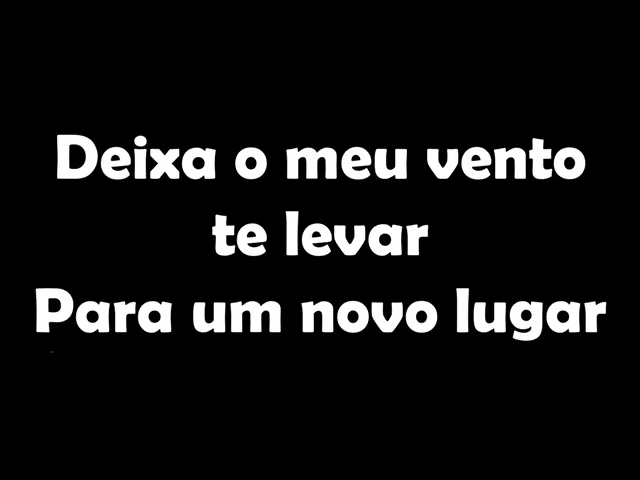 Deixa o meu vento
te levar
Para um novo lugar